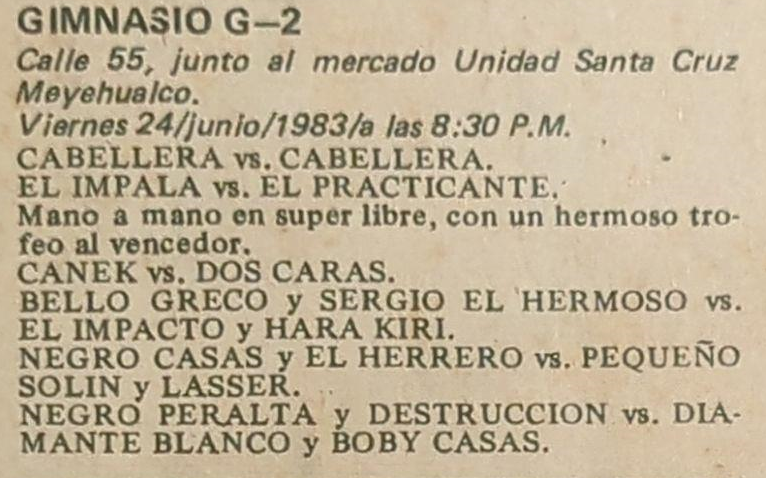 GIMNASIO G—2
Calle 55, junto al mercado Unidad Santa Cruz
Meyehualco.
Viernes 24/junio/1983/a las 8:30 P.M.
CABELLERA vs. CABELLERA.
EL IMPALA vs. EL PRACTICANTE.
Mano a mano en super libre, con un hermoso tro-
feo al vencedor.
CANEK vs. DOS CARAS.
BELLO GRECO y SERGIO EL HERMOSO vs.
EL IMPACTO y HARA KIRI.
NEGRO CASAS y EL HERRERO vs. PEQUEÑO
SOLIN y LASSER.
NEGRO PERALTA y DESTRUCCION vs. DIA-
MANTE BLANCO y BOBY CASAS.